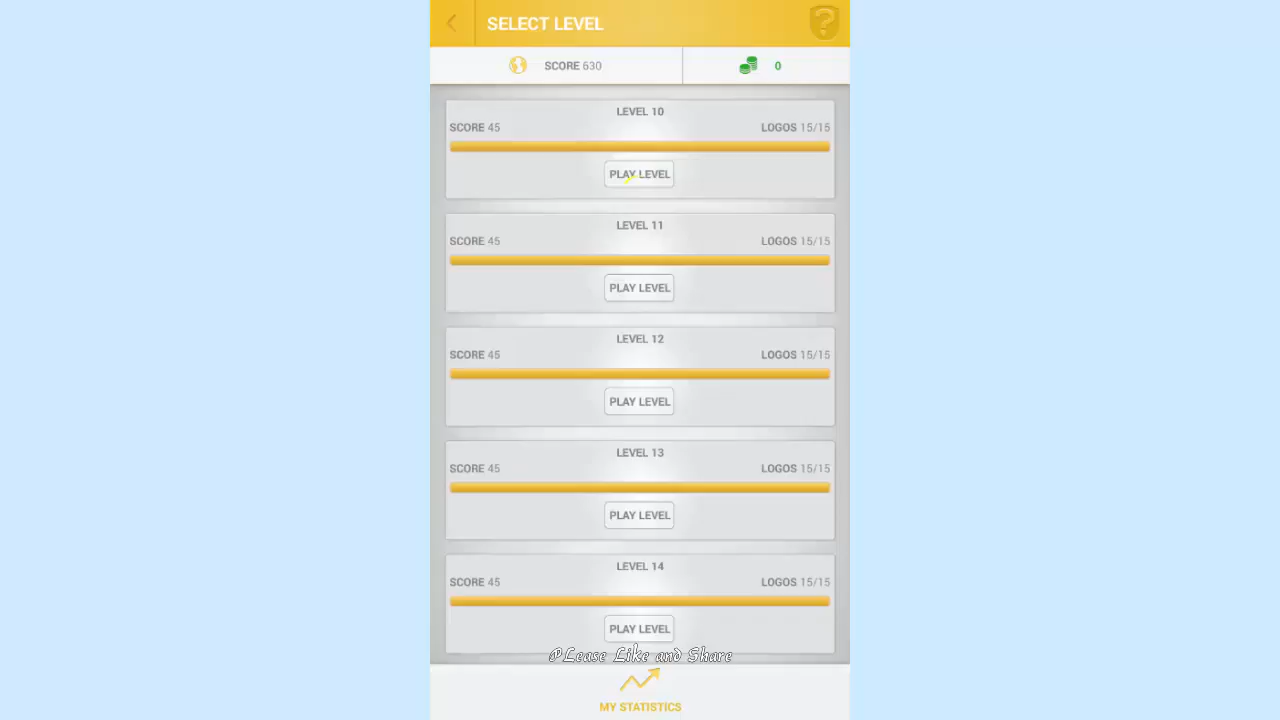 SELECT LEVEL
SCORE 630
0
LEVEL 10
SCORE 45 LOGOS 15/15
PLAY LEVEL
LEVEL 11
SCORE 45 LOGOS 15/15
PLAY LEVEL
LEVEL 12
SCORE 45 LOGOS 15/15
PLAY LEVEL
LEVEL 13
SCORE 45 LOGOS 15/15
PLAY LEVEL
LEVEL 14
SCORE 45 LOGOS 15/15
PLAY LEVEL
PLease Like and Share
MY STATISTICS